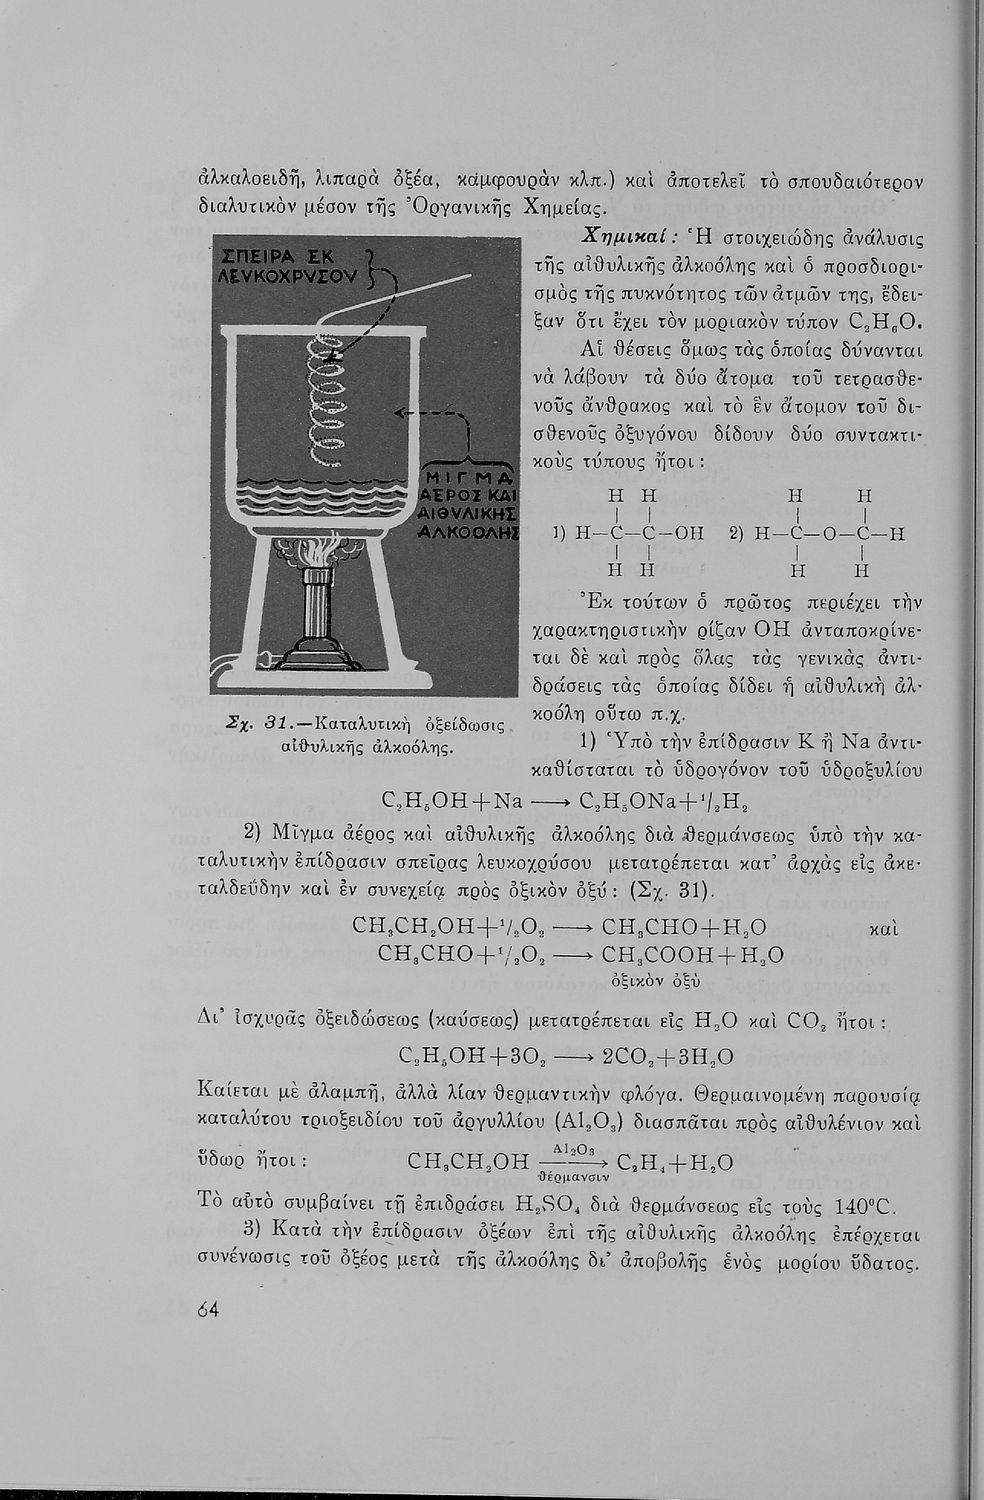 ἀλκαλοειδῆ, λιπαρὰ ὀξέα, κάμφουρὰν κλπ.) καὶ ἀποτελεῖ τὸ σπουδαιότερον
διαλυτικὸν μέσον τῆς Ὀργανικῆς Χημείας.
ΣΠΕΙΡΑ ΣΚ
ΛΕΥΚΟΧΡΥΣΟΥ
ΜΙΓΜΑ
ΑΕΡΟΣ ΚΑΙ
ΑΙΘΥΛΙΚΗΣ
ΑΛΚΟΟΛΗΣ
Σχ. 31.—Καταλυτικὴ ὀξείδωσις
αἰθυλικῆς ἀλκοόλης.
Χημικαί: Ἡ στοιχειώδης ἀνάλυσις
τῆς αἰθυλικῆς ἀλκοόλης καὶ ὁ προσδιορι-
σμὸς τῆς πυκνότητος τῶν ἀτμῶν της, ἔδει-
ξαν ὅτι ἔχει τὸν μοριακὸν τύπον C₂H₆O.
Αἱ θέσεις ὅμως τὰς ὁποίας δύνανται
νὰ λάβουν τὰ δύο ἄτομα τοῦ τετρασθε-
νοῦς ἄνθρακος καὶ τὸ ἓν ἄτομον τοῦ δι-
σθενοῦς ὀξυγόνου δίδουν δύο συντακτι-
κοὺς τύπους ἤτοι :
H H H H
| | | |
1) H—C—C—OH 2) H—C—O—C—H
| | | |
H H H H
Ἐκ τούτων ὁ πρῶτος περιέχει τὴν
χαρακτηριστικὴν ρίζαν OH ἀνταποκρίνε-
ται δὲ καὶ πρὸς ὅλας τὰς γενικὰς ἀντι-
δράσεις τὰς ὁποίας δίδει ἡ αἰθυλικὴ ἀλ-
κοόλη οὕτω π.χ.
1) Ὑπὸ τὴν ἐπίδρασιν K ἢ Na ἀντι-
καθίσταται τὸ ὑδρογόνον τοῦ ὑδροξυλίου
C₂H₅OH+Na ⟶ C₂H₅ONa+¹/₂H₂
2) Μῖγμα ἀέρος καὶ αἰθυλικῆς ἀλκοόλης διὰ θερμάνσεως ὑπὸ τὴν κα-
ταλυτικὴν ἐπίδρασιν σπεῖρας λευκοχρύσου μετατρέπεται κατ’ ἀρχὰς εἰς ἀκε-
ταλδεΰδην καὶ ἐν συνεχείᾳ πρὸς ὀξικὸν ὀξύ : (Σχ. 31).
CH₃CH₂OH+¹/₂O₂ ⟶ CH₃CHO+H₂O καὶ
CH₃CHO+¹/₂O₂ ⟶ CH₃COOH+H₂O
ὀξικὸν ὀξὺ
Δι’ ἰσχυρᾶς ὀξειδώσεως (καύσεως) μετατρέπεται εἰς H₂O καὶ CO₂ ἤτοι :
C₂H₅OH+3O₂ ⟶ 2CO₂+3H₂O
Καίεται μὲ ἀλαμπῆ, ἀλλὰ λίαν θερμαντικὴν φλόγα. Θερμαινομένη παρουσίᾳ
καταλύτου τριοξειδίου τοῦ ἀργυλλίου (Al₂O₃) διασπᾶται πρὸς αἰθυλένιον καὶ
Al₂O₃
ὕδωρ ἤτοι : CH₃CH₂OH ⟶ C₂H₄+H₂O
θέρμανσιν
Τὸ αὐτὸ συμβαίνει τῇ ἐπιδράσει H₂SO₄ διὰ θερμάνσεως εἰς τοὺς 140°C.
3) Κατὰ τὴν ἐπίδρασιν ὀξέων ἐπὶ τῆς αἰθυλικῆς ἀλκοόλης ἐπέρχεται
συνένωσις τοῦ ὀξέος μετὰ τῆς ἀλκοόλης δι’ ἀποβολῆς ἑνὸς μορίου ὕδατος.
64